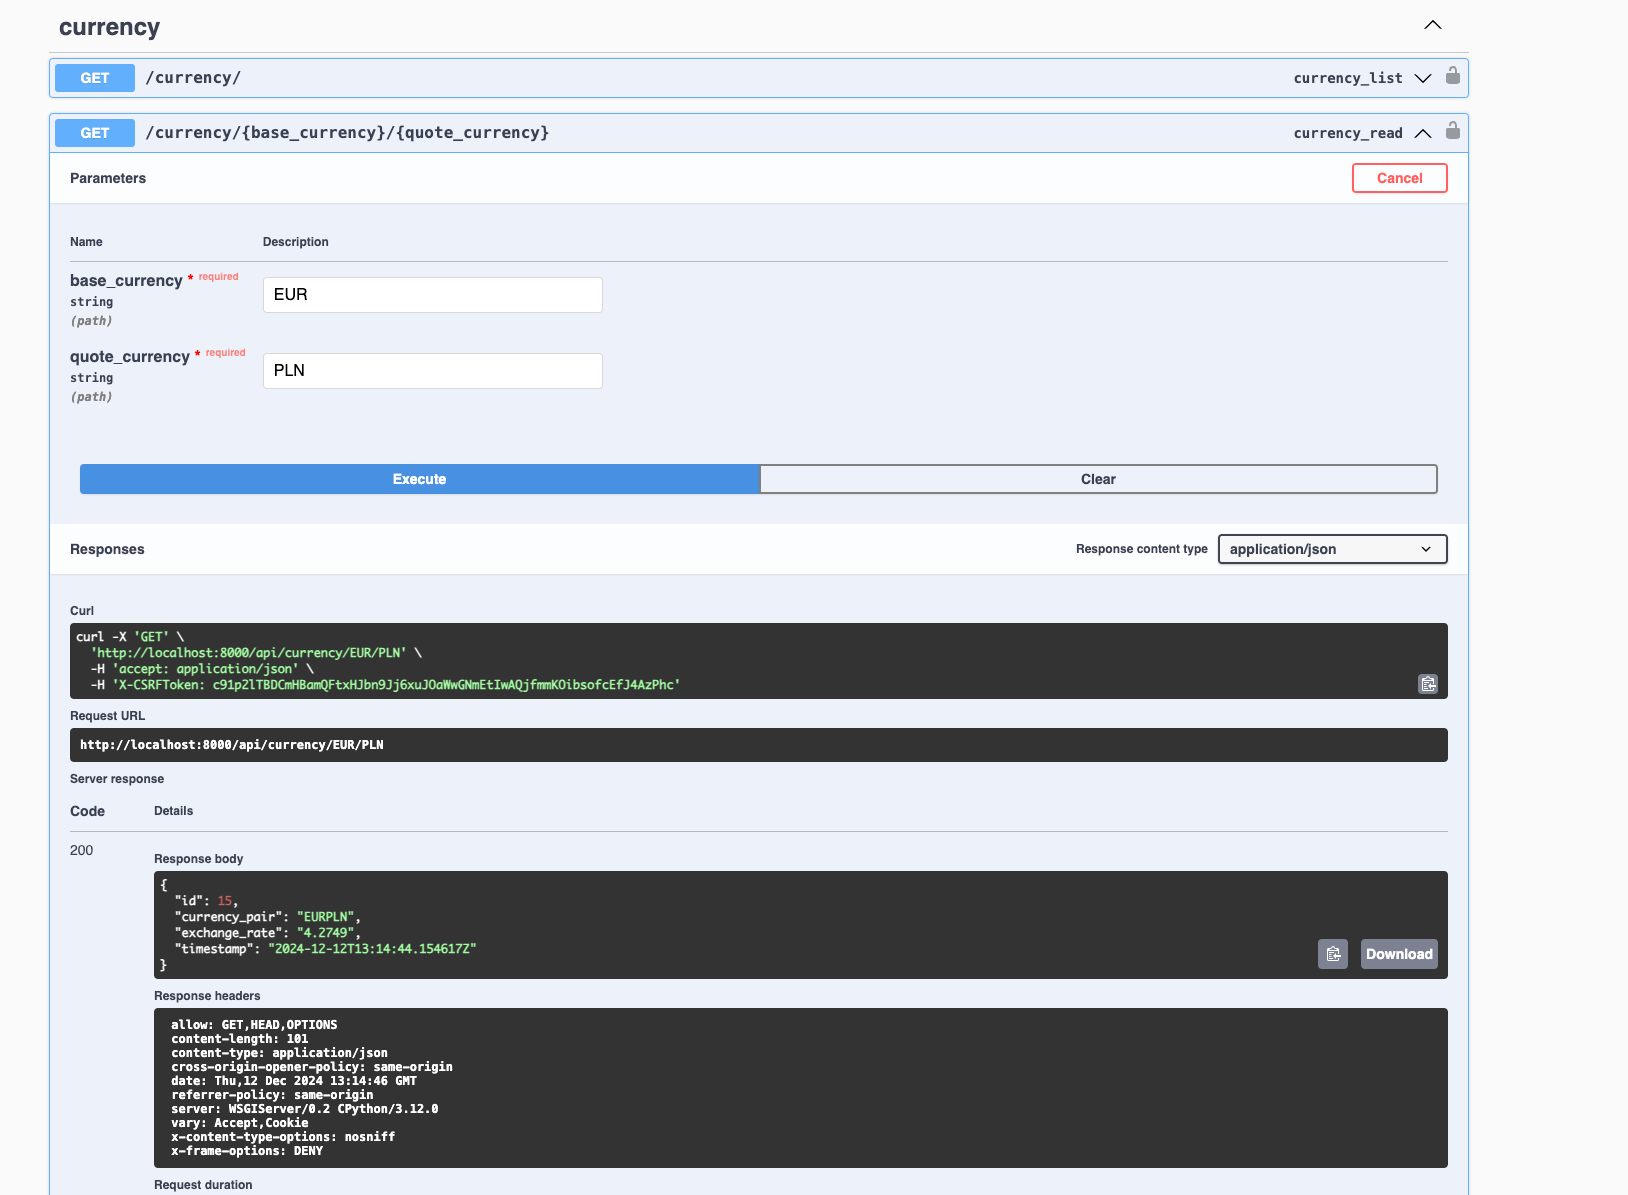 currency
GET /currency/ currency_list
GET /currency/{base_currency}/{quote_currency} currency_read
Parameters Cancel
Name Description
base_currency * required
string
(path)
EUR
quote_currency * required
string
(path)
PLN
Execute Clear
Responses Response content type application/json
Curl
curl -X 'GET' \
'http://localhost:8000/api/currency/EUR/PLN' \
-H 'accept: application/json' \
-H 'X-CSRFToken: c91p2lTBDCmHBamQFtxHJbn9Jj6xuJOaWwGNmEtIwAQjfmmKOibsofcEfJ4AzPhc'
Request URL
http://localhost:8000/api/currency/EUR/PLN
Server response
Code Details
200
Response body
{
"id": 15,
"currency_pair": "EURPLN",
"exchange_rate": "4.2749",
"timestamp": "2024-12-12T13:14:44.154617Z"
}
Download
Response headers
allow: GET,HEAD,OPTIONS
content-length: 101
content-type: application/json
cross-origin-opener-policy: same-origin
date: Thu,12 Dec 2024 13:14:46 GMT
referrer-policy: same-origin
server: WSGIServer/0.2 CPython/3.12.0
vary: Accept,Cookie
x-content-type-options: nosniff
x-frame-options: DENY
Request duration